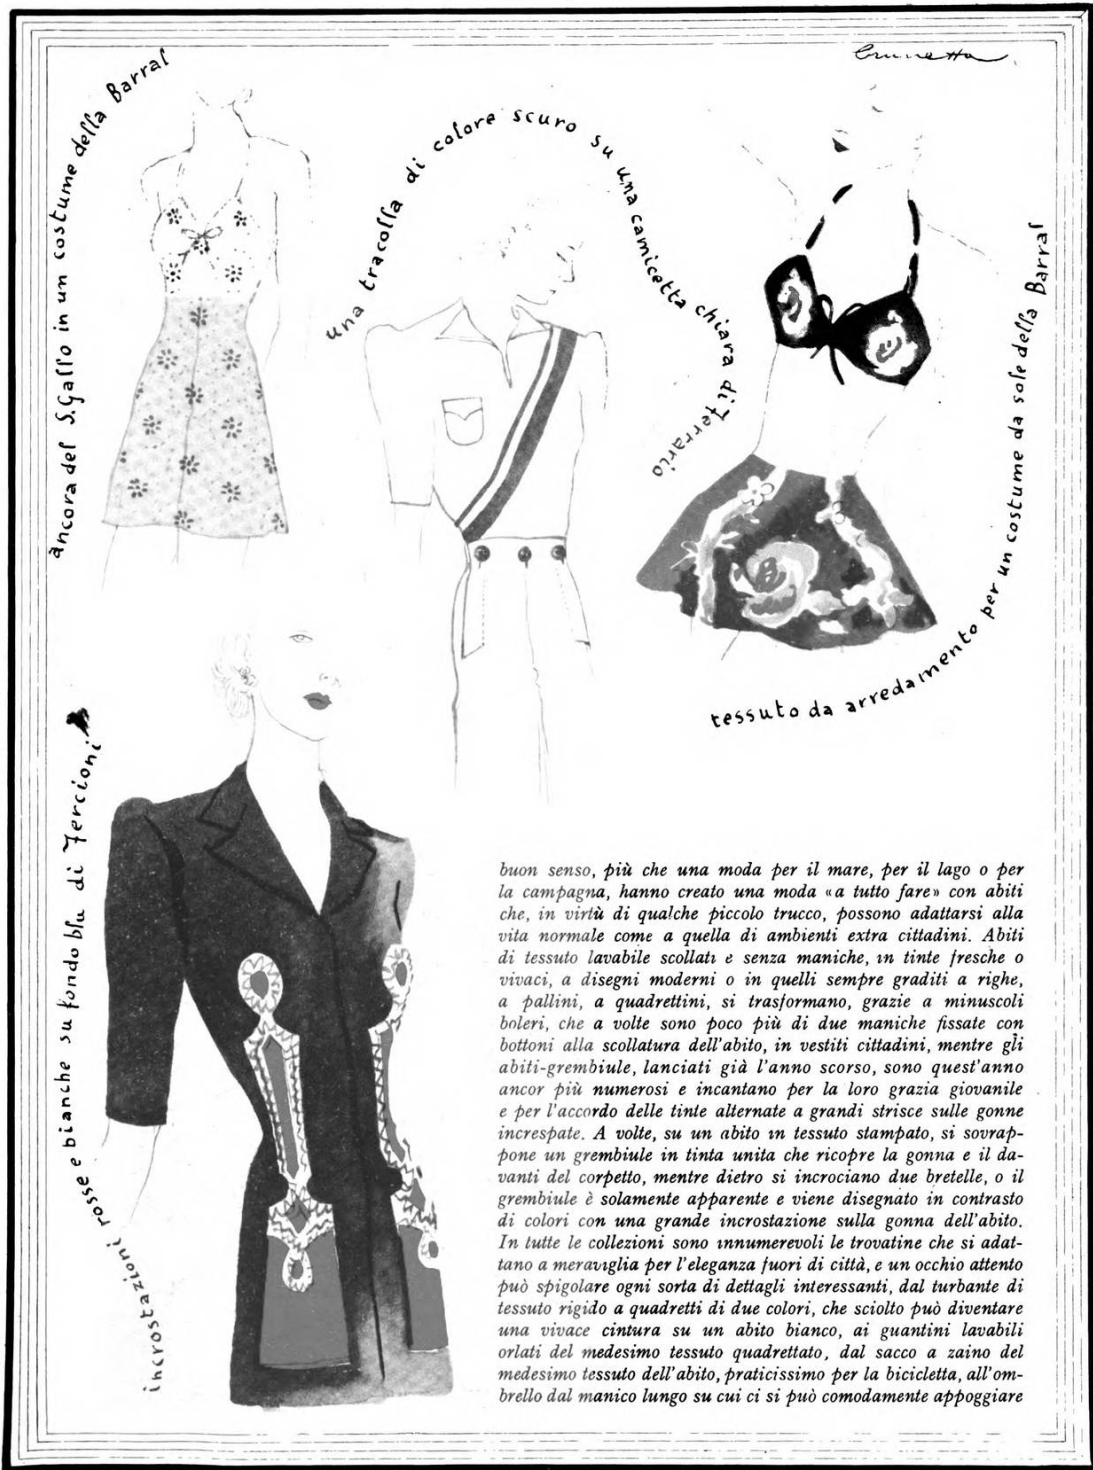 Brunetta
ancora del S. Gallo in un costume della Barral
una tracolla di colore scuro su una camicetta chiara di Ferrario
tessuto da arredamento per un costume da sole della Barral
incrostazioni rosse e bianche su fondo blu di Fercioni
buon senso, più che una moda per il mare, per il lago o per
la campagna, hanno creato una moda «a tutto fare» con abiti
che, in virtù di qualche piccolo trucco, possono adattarsi alla
vita normale come a quella di ambienti extra cittadini. Abiti
di tessuto lavabile scollati e senza maniche, in tinte fresche o
vivaci, a disegni moderni o in quelli sempre graditi a righe,
a pallini, a quadrettini, si trasformano, grazie a minuscoli
boleri, che a volte sono poco più di due maniche fissate con
bottoni alla scollatura dell'abito, in vestiti cittadini, mentre gli
abiti-grembiule, lanciati già l'anno scorso, sono quest'anno
ancor più numerosi e incantano per la loro grazia giovanile
e per l'accordo delle tinte alternate a grandi strisce sulle gonne
increspate. A volte, su un abito in tessuto stampato, si sovrap-
pone un grembiule in tinta unita che ricopre la gonna e il da-
vanti del corpetto, mentre dietro si incrociano due bretelle, o il
grembiule è solamente apparente e viene disegnato in contrasto
di colori con una grande incrostazione sulla gonna dell'abito.
In tutte le collezioni sono innumerevoli le trovatine che si adat-
tano a meraviglia per l'eleganza fuori di città, e un occhio attento
può spigolare ogni sorta di dettagli interessanti, dal turbante di
tessuto rigido a quadretti di due colori, che sciolto può diventare
una vivace cintura su un abito bianco, ai guantini lavabili
orlati del medesimo tessuto quadrettato, dal sacco a zaino del
medesimo tessuto dell'abito, praticissimo per la bicicletta, all'om-
brello dal manico lungo su cui ci si può comodamente appoggiare